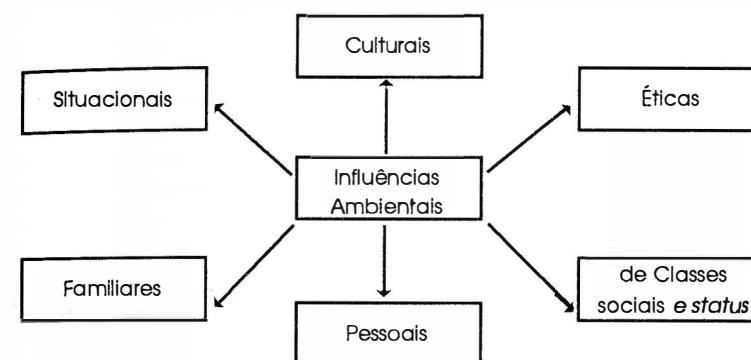 Culturais
Situacionais
Éticas
Influências
Ambientais
Familiares
de Classes
sociais e status
Pessoais